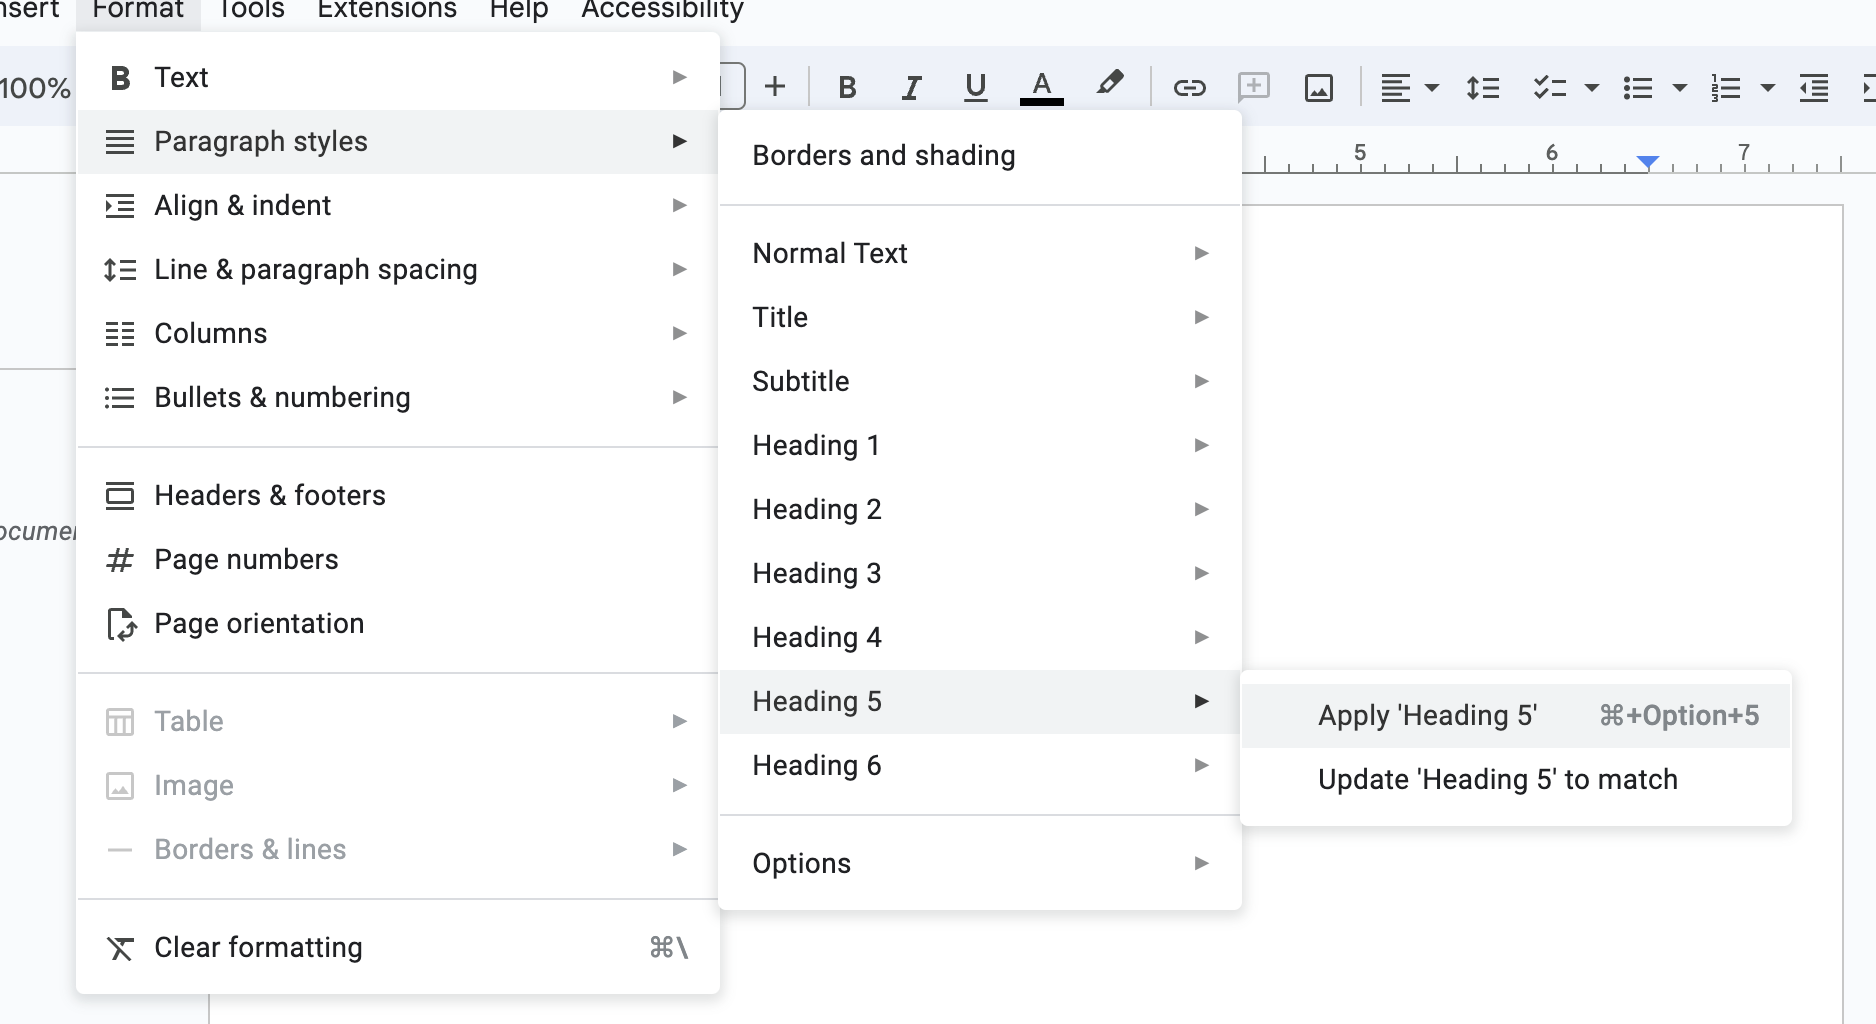 Format Tools Extensions Help Accessibility
100%
B I U A
5 6 7
Text
Paragraph styles
Align & indent
Line & paragraph spacing
Columns
Bullets & numbering
Headers & footers
# Page numbers
Page orientation
Table
Image
Borders & lines
Clear formatting ⌘\
Borders and shading
Normal Text
Title
Subtitle
Heading 1
Heading 2
Heading 3
Heading 4
Heading 5
Heading 6
Options
Apply 'Heading 5' ⌘+Option+5
Update 'Heading 5' to match